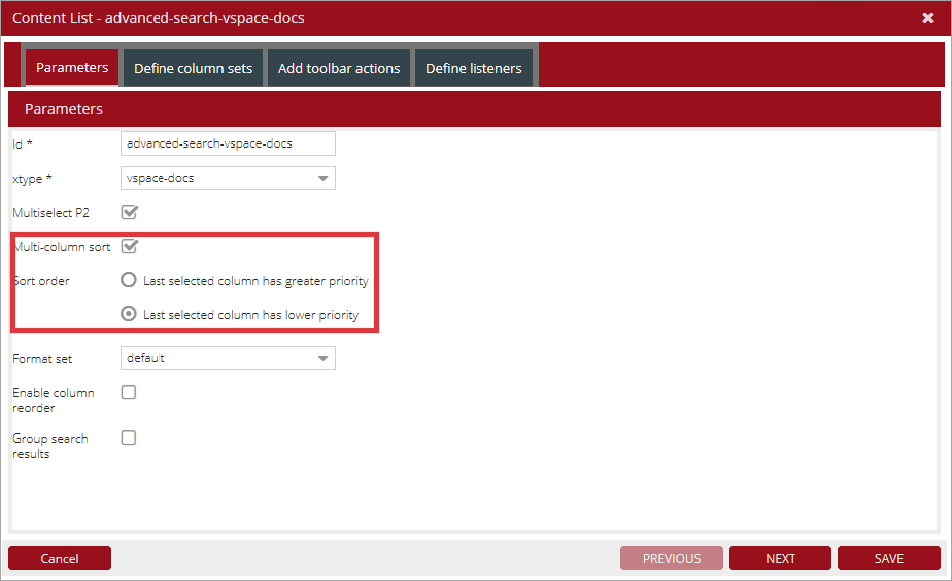 Content List - advanced-search-vspace-docs
Parameters
Define column sets
Add toolbar actions
Define listeners
Parameters
Id *
advanced-search-vspace-docs
xtype *
vspace-docs
Multiselect P2
Multi-column sort
Sort order
Last selected column has greater priority
Last selected column has lower priority
Format set
default
Enable column
reorder
Group search
results
Cancel
PREVIOUS
NEXT
SAVE